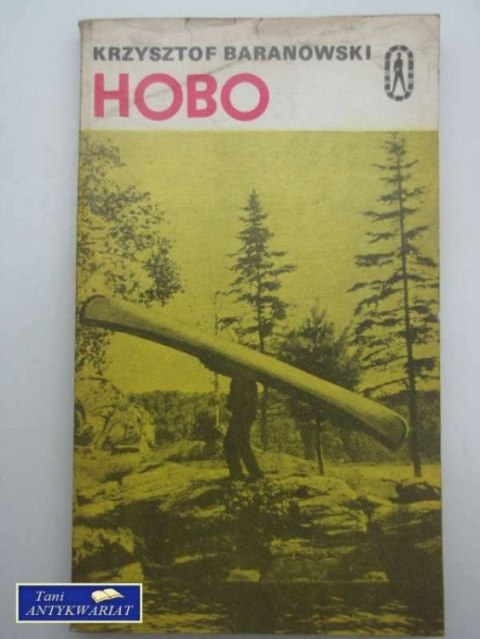 KRZYSZTOF BARANOWSKI
HOBO
Tani
ANTYKWARIAT